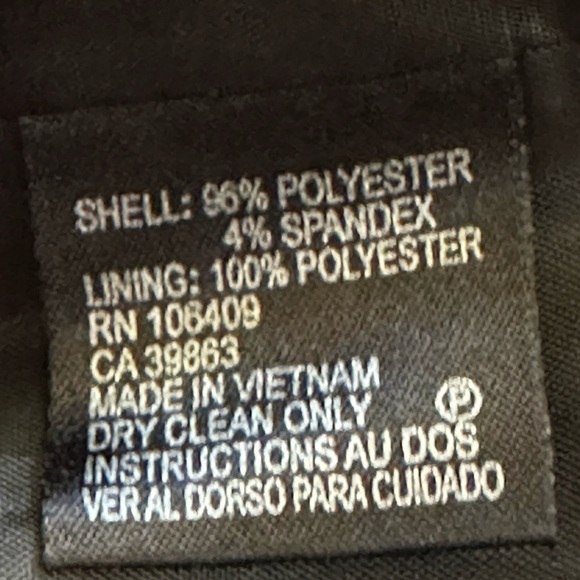 SHELL: 96% POLYESTER
4% SPANDEX
LINING: 100% POLYESTER
RN 106409
CA 39863
MADE IN VIETNAM
DRY CLEAN ONLY Ⓟ
INSTRUCTIONS AU DOS
VER AL DORSO PARA CUIDADO